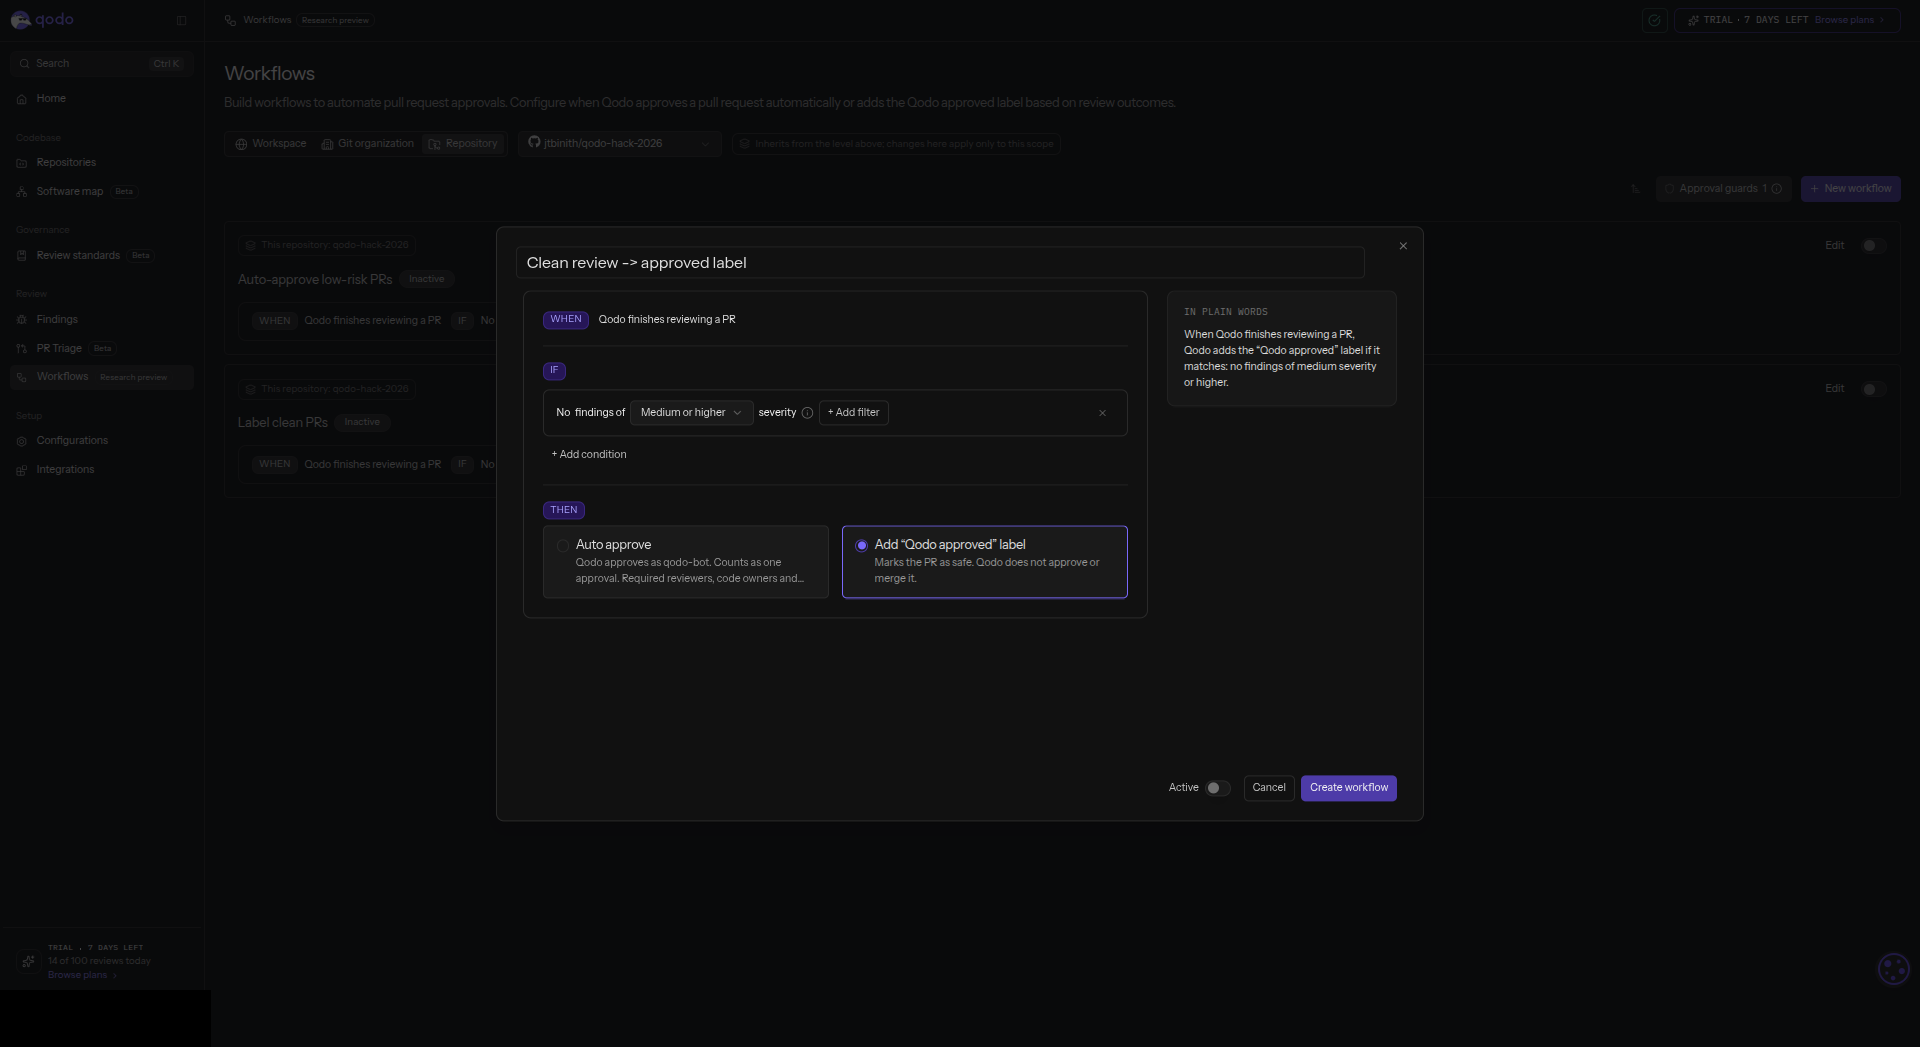 qodo
Workflows Research preview
TRIAL · 7 DAYS LEFT Browse plans
Search Ctrl K
Home
Codebase
Repositories
Software map Beta
Governance
Review standards Beta
Review
Findings
PR Triage Beta
Workflows Research preview
Setup
Configurations
Integrations
TRIAL · 7 DAYS LEFT
14 of 100 reviews today
Browse plans
Workflows
Build workflows to automate pull request approvals. Configure when Qodo approves a pull request automatically or adds the Qodo approved label based on review outcomes.
Workspace Git organization Repository jtbinith/qodo-hack-2026 Inherits from the level above; changes here apply only to this scope
Approval guards 1 + New workflow
This repository: qodo-hack-2026
Edit
Auto-approve low-risk PRs Inactive
WHEN Qodo finishes reviewing a PR IF No
This repository: qodo-hack-2026
Edit
Label clean PRs Inactive
WHEN Qodo finishes reviewing a PR IF No
Clean review -> approved label
WHEN Qodo finishes reviewing a PR
IF
No findings of Medium or higher severity + Add filter
+ Add condition
THEN
Auto approve
Qodo approves as qodo-bot. Counts as one
approval. Required reviewers, code owners and...
Add “Qodo approved” label
Marks the PR as safe. Qodo does not approve or
merge it.
IN PLAIN WORDS
When Qodo finishes reviewing a PR,
Qodo adds the “Qodo approved” label if it
matches: no findings of medium severity
or higher.
Active Cancel Create workflow